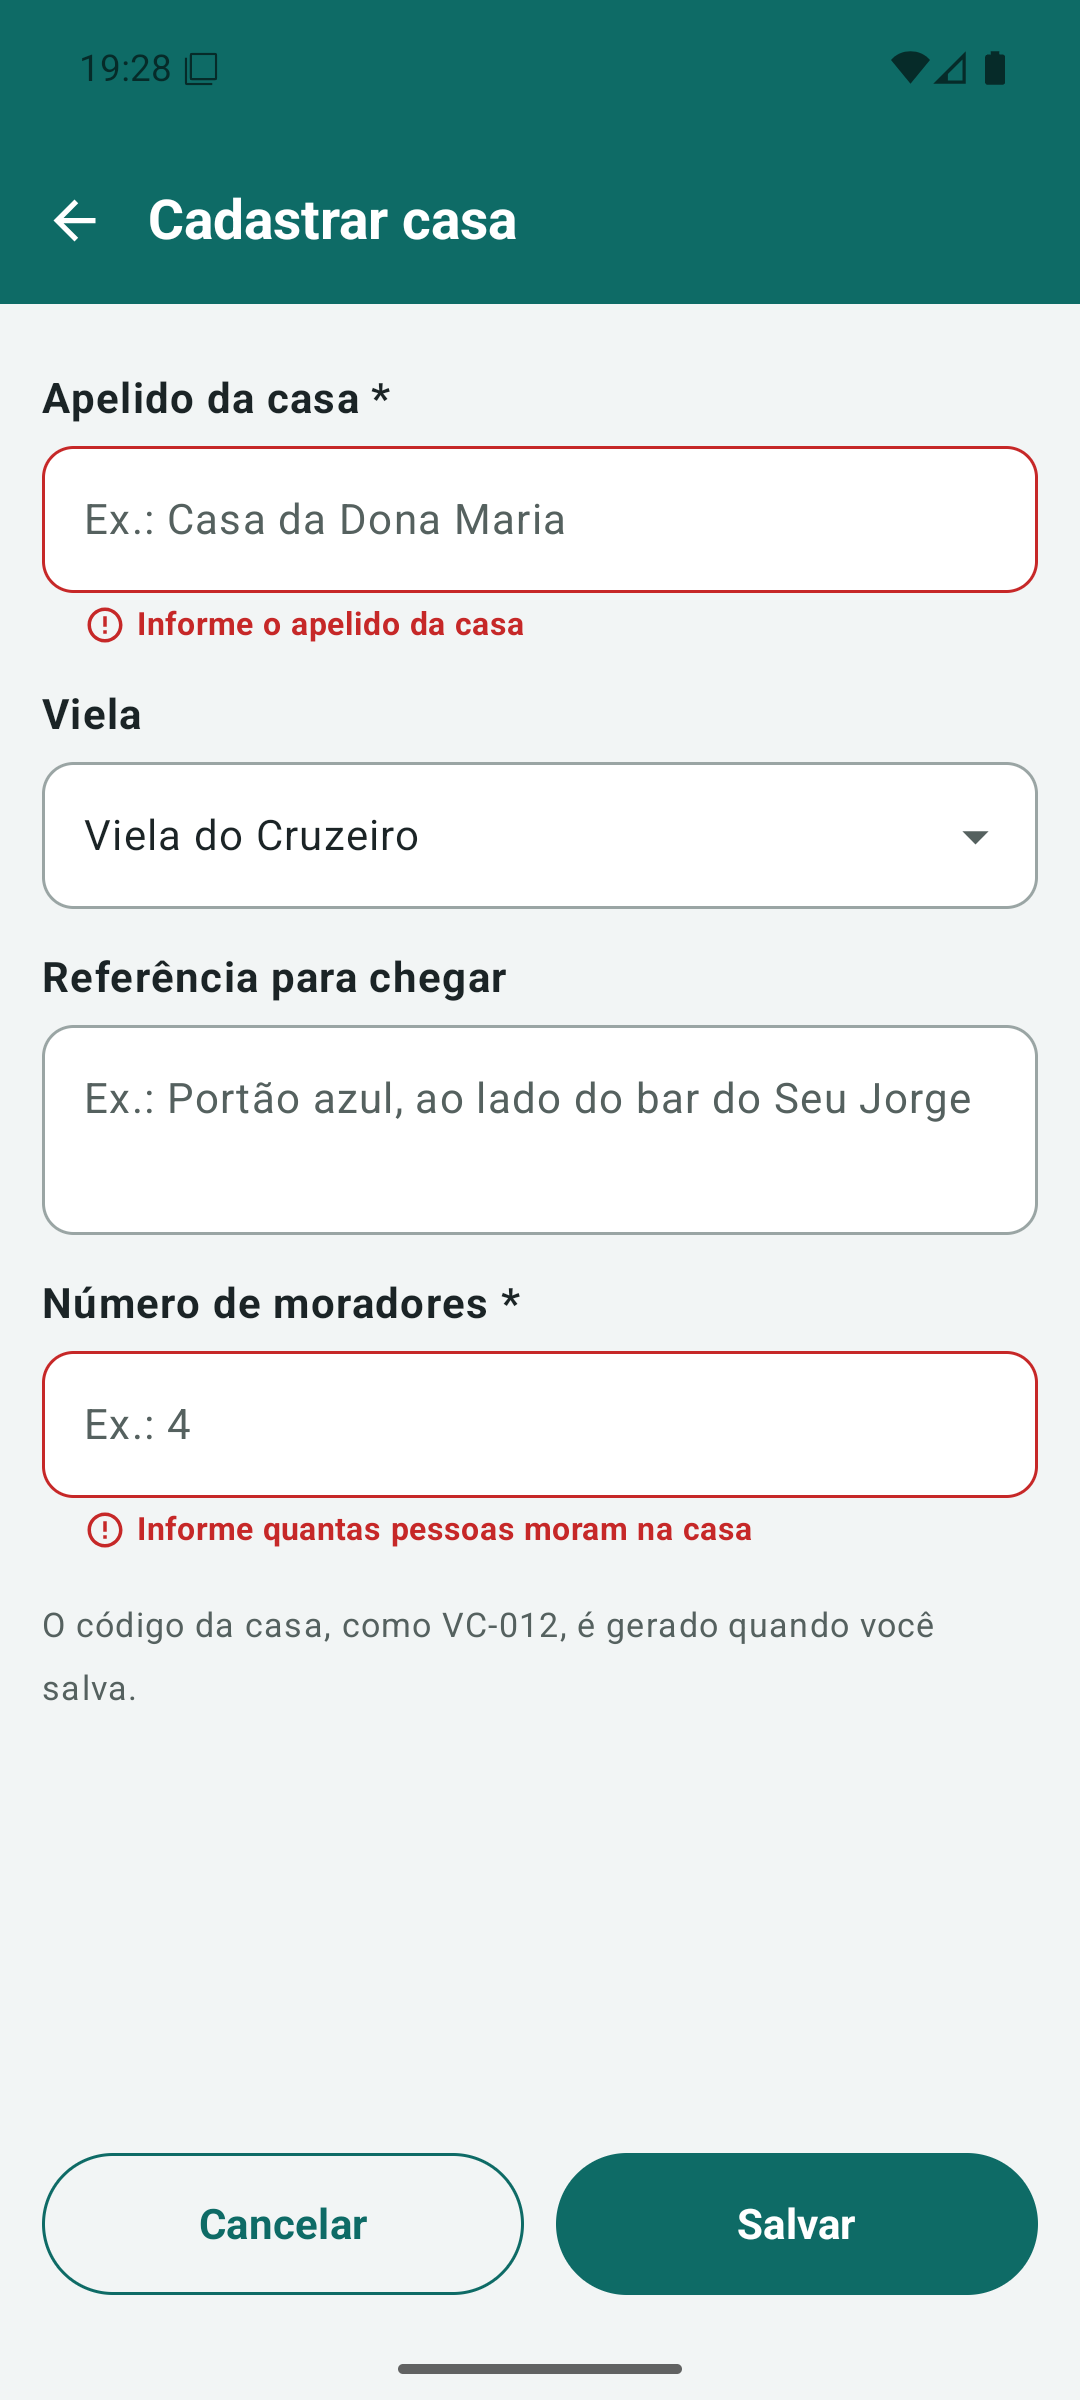 19:28
Cadastrar casa
Apelido da casa *
Ex.: Casa da Dona Maria
Informe o apelido da casa
Viela
Viela do Cruzeiro
Referência para chegar
Ex.: Portão azul, ao lado do bar do Seu Jorge
Número de moradores *
Ex.: 4
Informe quantas pessoas moram na casa
O código da casa, como VC-012, é gerado quando você
salva.
Cancelar
Salvar